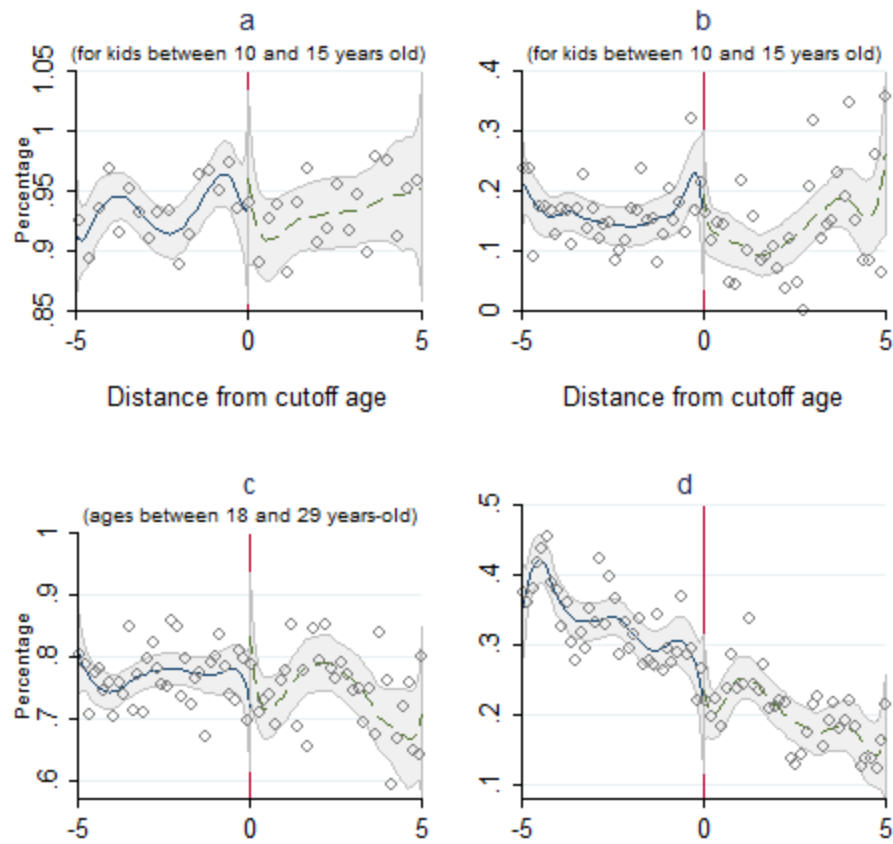 a
(for kids between 10 and 15 years old)
Percentage
1.05
1
.95
.9
.85
-5
0
5
Distance from cutoff age
b
(for kids between 10 and 15 years old)
.4
.3
.2
.1
0
-5
0
5
Distance from cutoff age
c
(ages between 18 and 29 years-old)
Percentage
1
.9
.8
.7
.6
-5
0
5
d
.5
.4
.3
.2
.1
-5
0
5